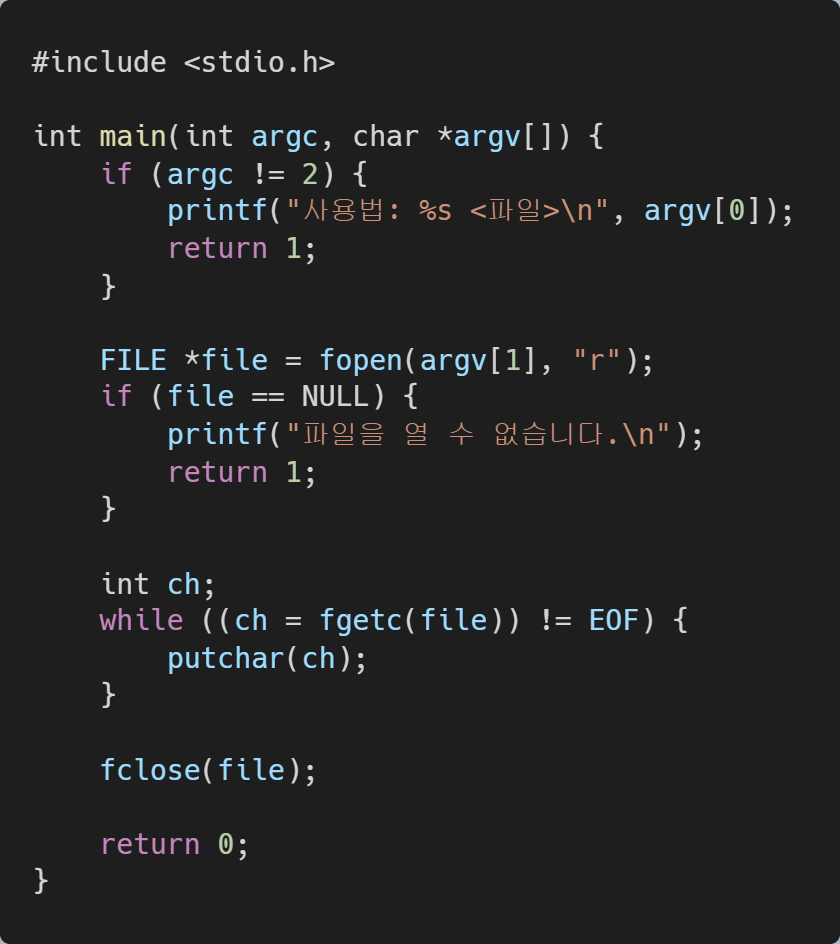 #include <stdio.h>
int main(int argc, char *argv[]) {
    if (argc != 2) {
        printf("사용법: %s <파일>\n", argv[0]);
        return 1;
    }
    FILE *file = fopen(argv[1], "r");
    if (file == NULL) {
        printf("파일을 열 수 없습니다.\n");
        return 1;
    }
    int ch;
    while ((ch = fgetc(file)) != EOF) {
        putchar(ch);
    }
    fclose(file);
    return 0;
}